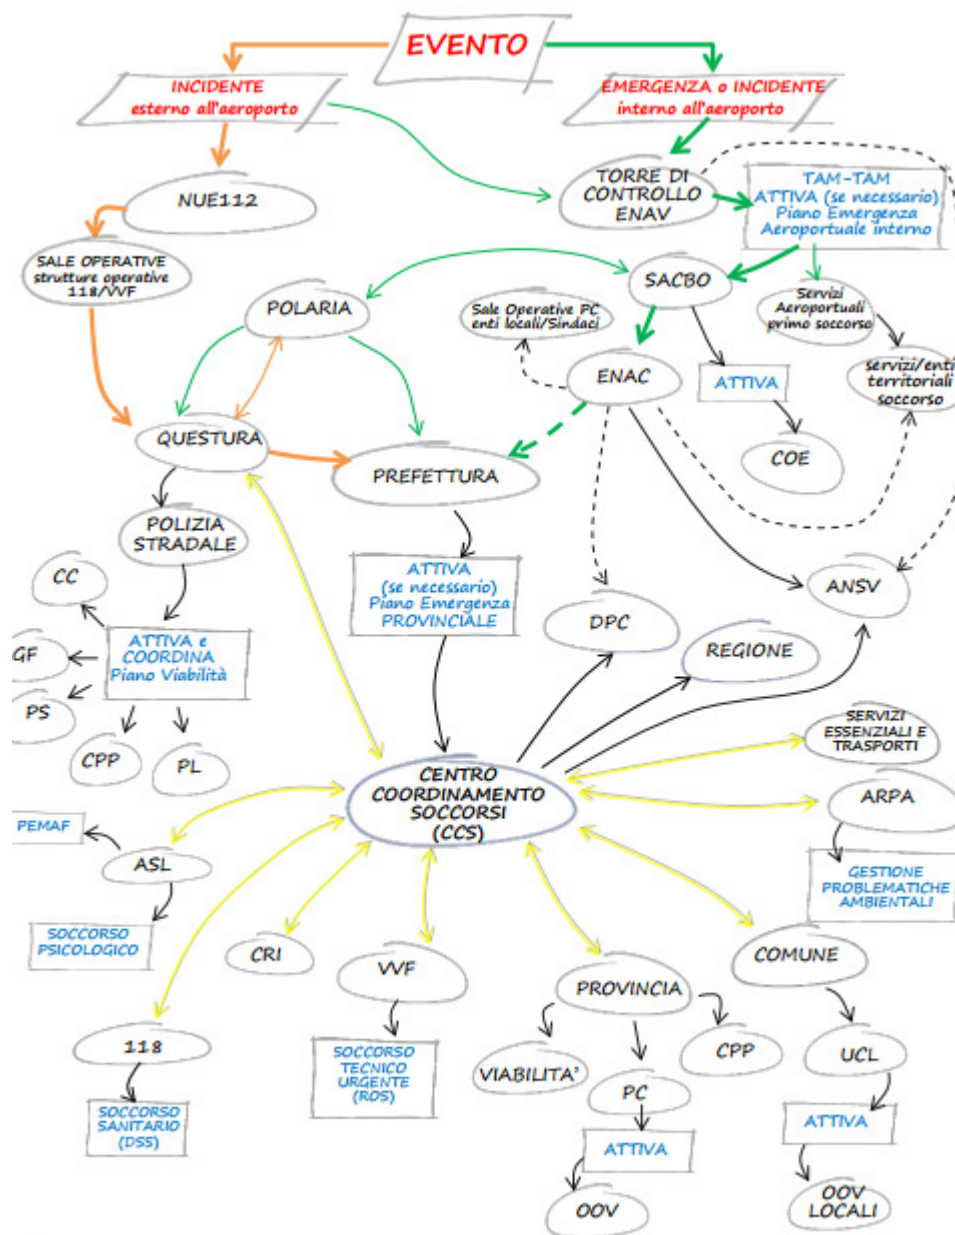 EVENTO
INCIDENTE
esterno all'aeroporto
EMERGENZA o INCIDENTE
interno all'aeroporto
NUE112
TORRE DI
CONTROLLO
ENAV
TAM-TAM
ATTIVA (se necessario)
Piano Emergenza
Aeroportuale interno
SALE OPERATIVE
strutture operative
118/VVF
POLARIA
SACBO
Sale Operative PC
enti locali/Sindaci
Servizi
Aeroportuali
primo soccorso
ENAC
ATTIVA
servizi/enti
territoriali
soccorso
QUESTURA
PREFETTURA
COE
POLIZIA
STRADALE
CC
ATTIVA
(se necessario)
Piano Emergenza
PROVINCIALE
ANSV
DPC
REGIONE
ATTIVA e
COORDINA
Piano Viabilità
GF
PS
CPP
PL
SERVIZI
ESSENZIALI E
TRASPORTI
CENTRO
COORDINAMENTO
SOCCORSI
(CCS)
ARPA
PEMAF
ASL
GESTIONE
PROBLEMATICHE
AMBIENTALI
SOCCORSO
PSICOLOGICO
CRI
VVF
PROVINCIA
COMUNE
118
SOCCORSO
TECNICO
URGENTE
(ROS)
VIABILITA'
PC
CPP
UCL
SOCCORSO
SANITARIO
(DSS)
ATTIVA
ATTIVA
OOV
OOV
LOCALI